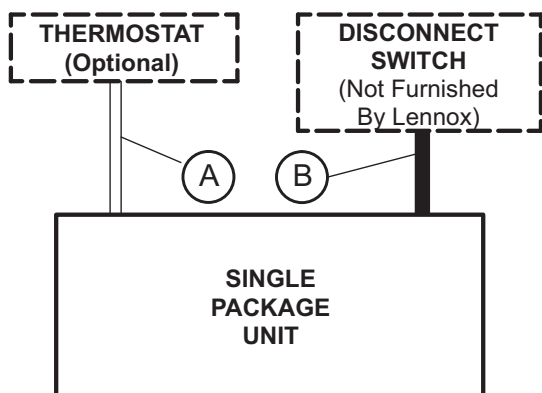 THERMOSTAT
(Optional)
DISCONNECT
SWITCH
(Not Furnished
By Lennox)
A
B
SINGLE
PACKAGE
UNIT